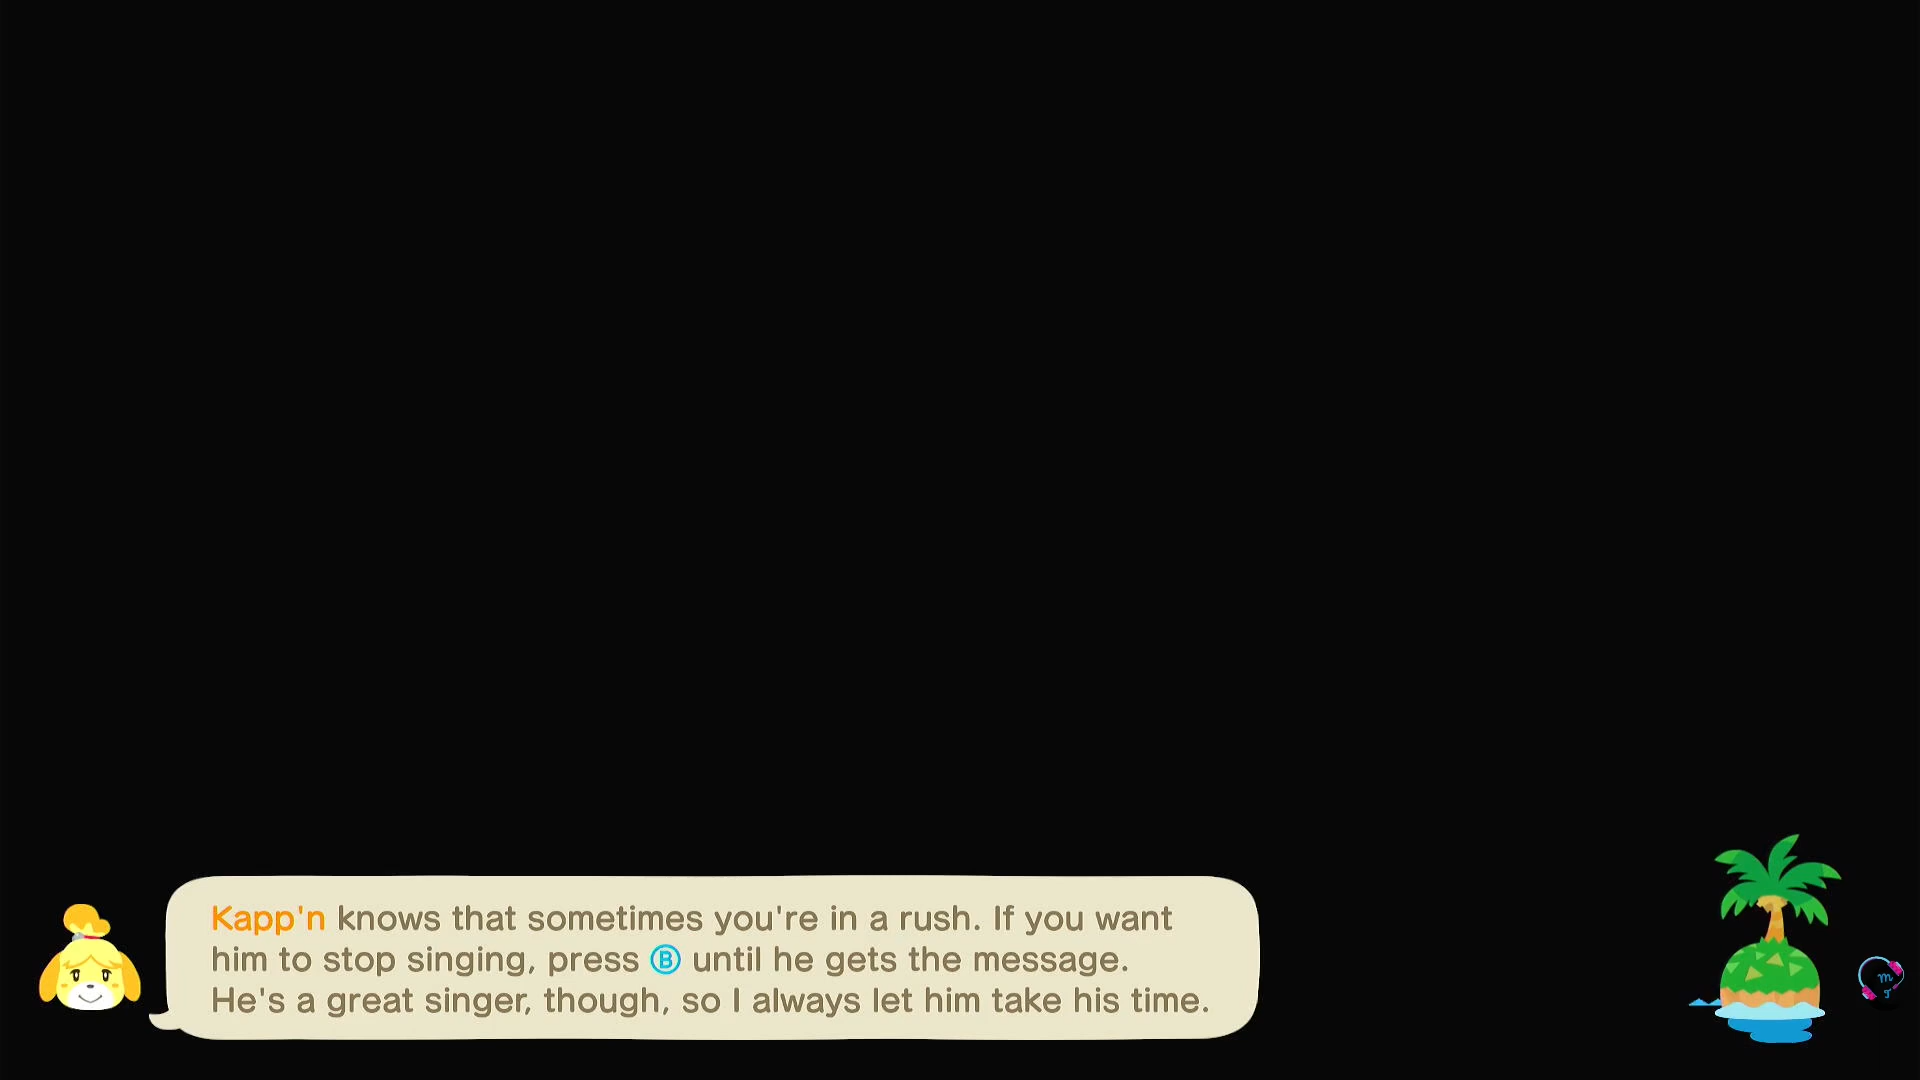 Kapp'n knows that sometimes you're in a rush. If you want
him to stop singing, press Ⓑ until he gets the message.
He's a great singer, though, so I always let him take his time.